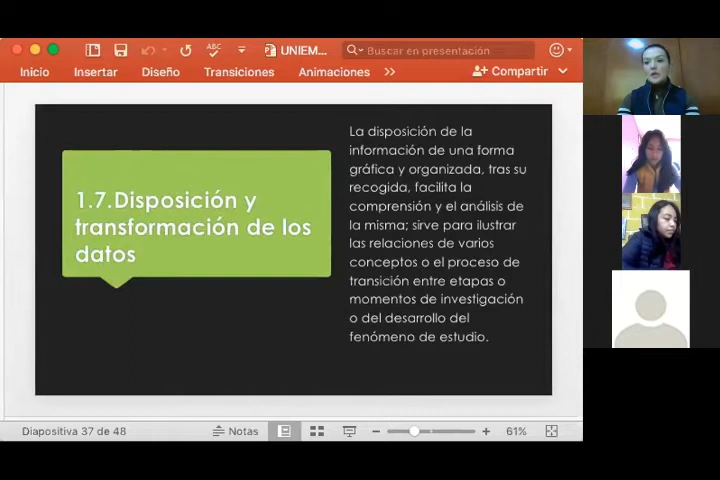 ABC
UNIEM...
Buscar en presentación
Inicio
Insertar
Diseño
Transiciones
Animaciones
Compartir
1.7.Disposición y
transformación de los
datos
La disposición de la
información de una forma
gráfica y organizada, tras su
recogida, facilita la
comprensión y el análisis de
la misma; sirve para ilustrar
las relaciones de varios
conceptos o el proceso de
transición entre etapas o
momentos de investigación
o del desarrollo del
fenómeno de estudio.
Diapositiva 37 de 48
Notas
61%